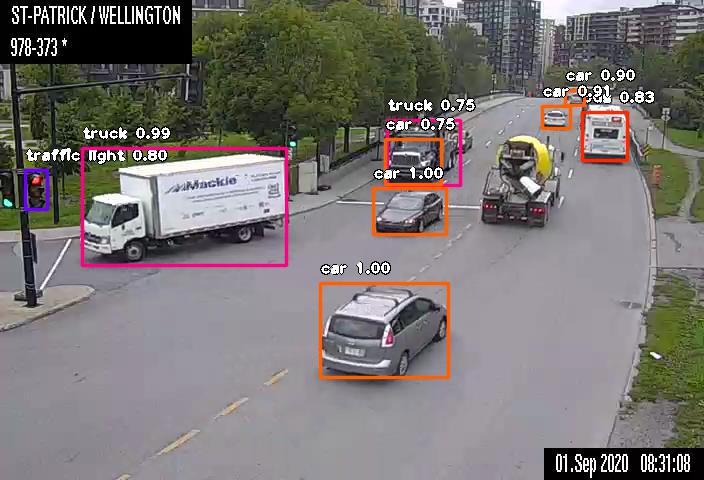 ST-PATRICK / WELLINGTON
978-373 *
car 0.90
car 0.91
bus 0.83
truck 0.75
car 0.75
truck 0.99
traffic light 0.80
Mackie
car 1.00
car 1.00
01.Sep 2020 08:31:08